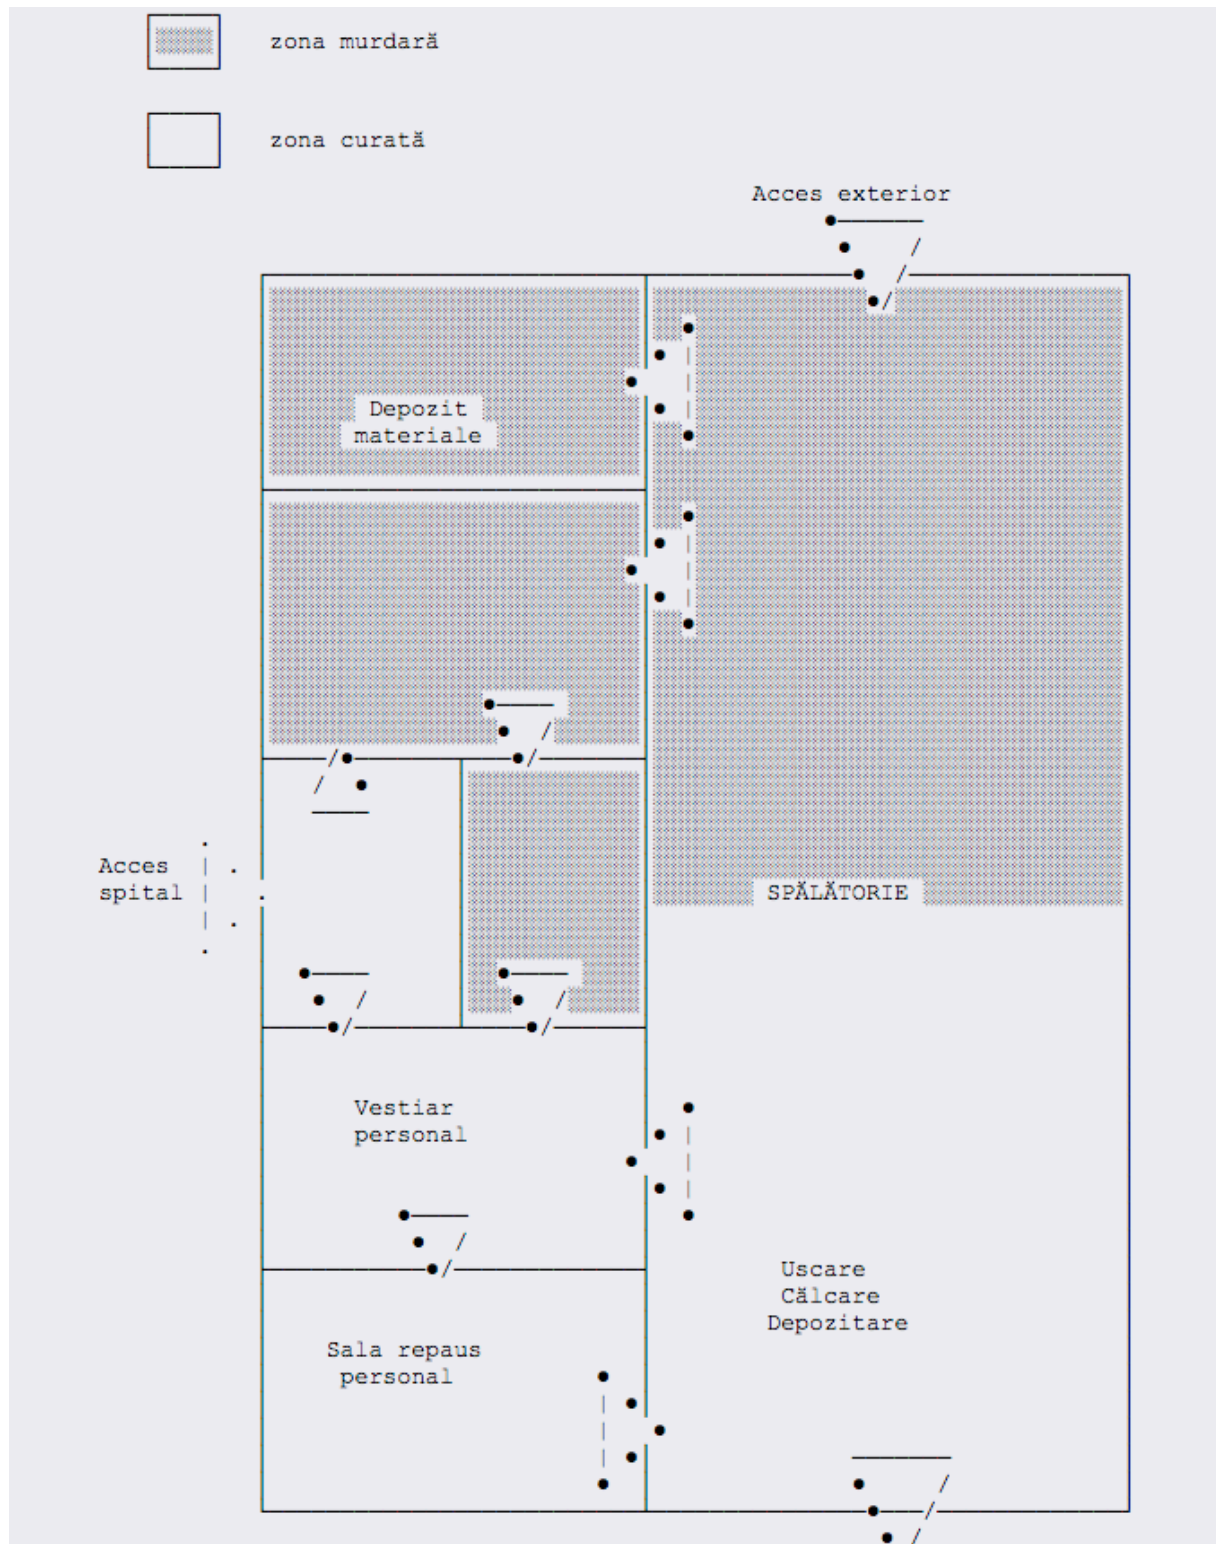 zona murdară
zona curată
Acces exterior
Depozit
materiale
Acces
spital
SPĂLĂTORIE
Vestiar
personal
Uscare
Călcare
Depozitare
Sala repaus
personal